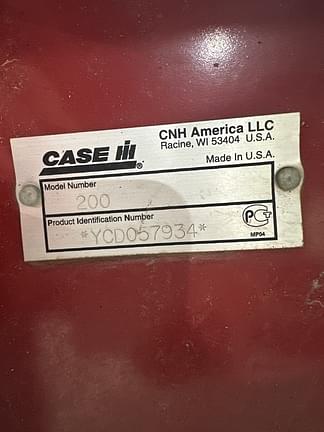 CNH America LLC
Racine, WI 53404 U.S.A.
CASE IH®
Made In U.S.A.
Model Number
200
Product Identification Number
*YCD057934*
MP04